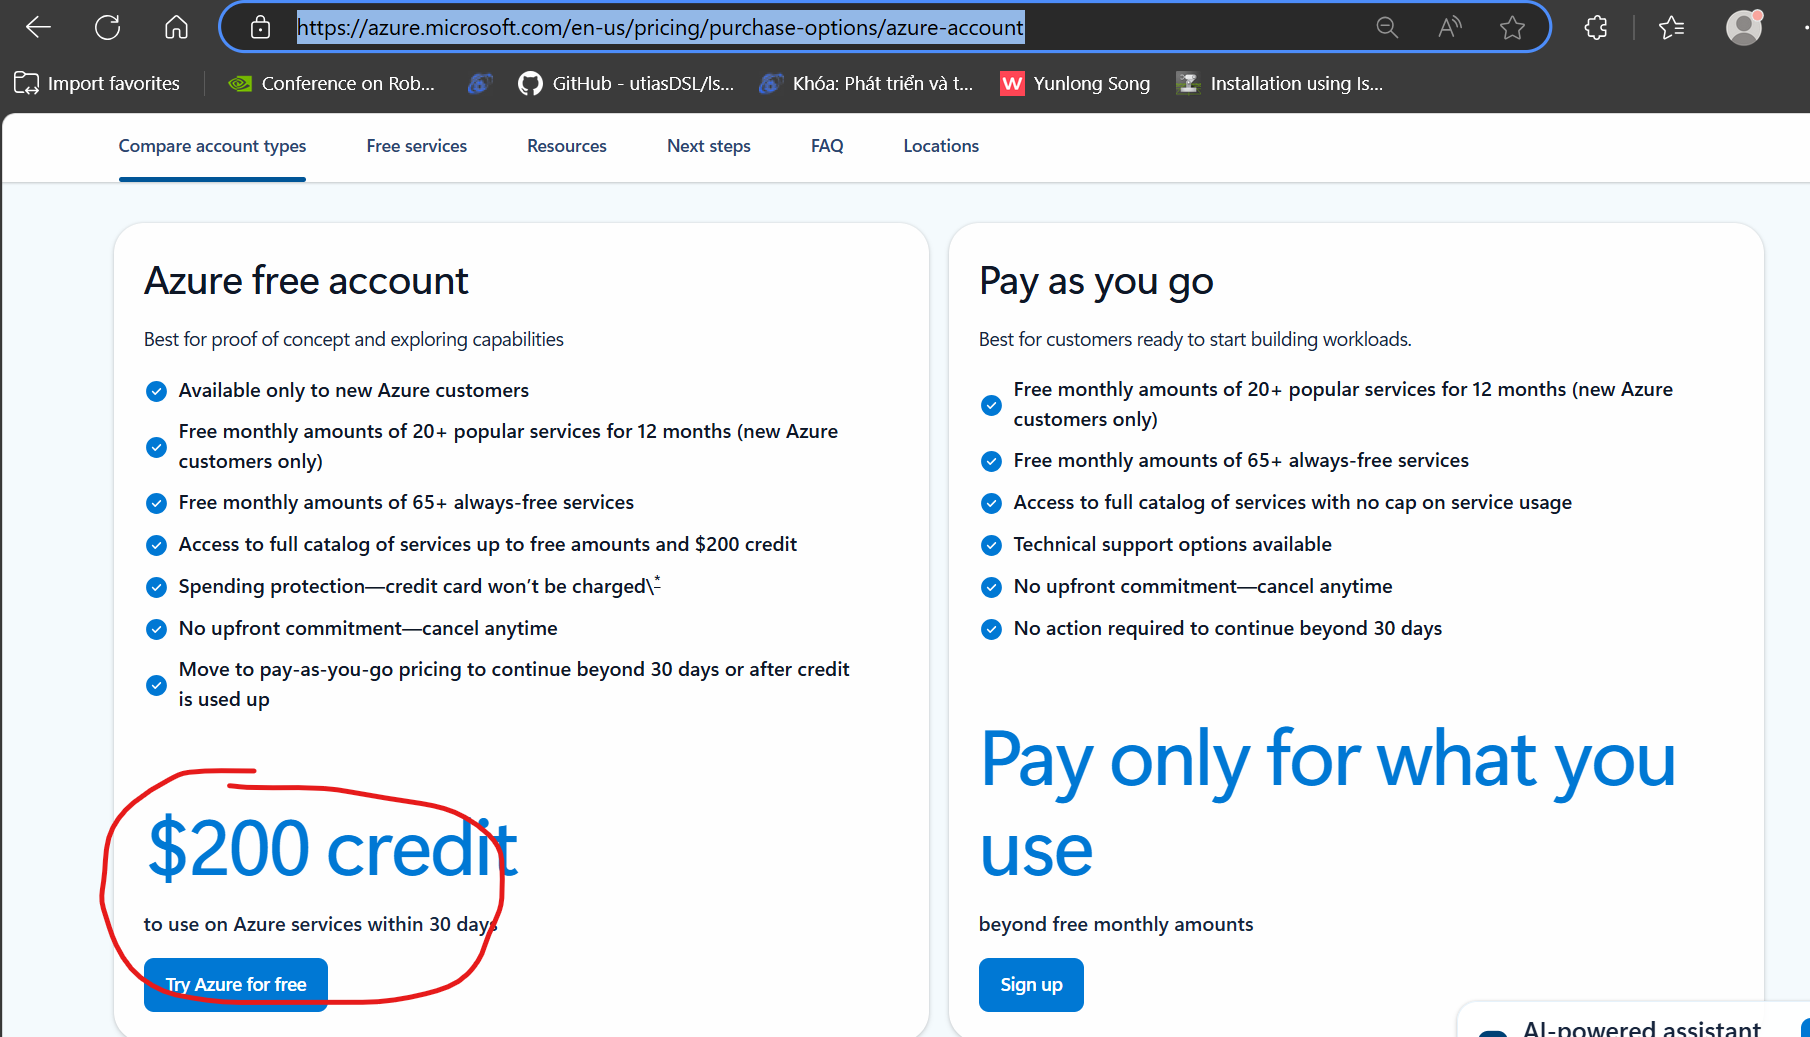 https://azure.microsoft.com/en-us/pricing/purchase-options/azure-account
Import favorites
Conference on Rob...
GitHub - utiasDSL/ls...
Khóa: Phát triển và t...
W Yunlong Song
Installation using Is...
Compare account types
Free services
Resources
Next steps
FAQ
Locations
Azure free account
Best for proof of concept and exploring capabilities
Available only to new Azure customers
Free monthly amounts of 20+ popular services for 12 months (new Azure
customers only)
Free monthly amounts of 65+ always-free services
Access to full catalog of services up to free amounts and $200 credit
Spending protection—credit card won't be charged\*
No upfront commitment—cancel anytime
Move to pay-as-you-go pricing to continue beyond 30 days or after credit
is used up
$200 credit
to use on Azure services within 30 days
Try Azure for free
Pay as you go
Best for customers ready to start building workloads.
Free monthly amounts of 20+ popular services for 12 months (new Azure
customers only)
Free monthly amounts of 65+ always-free services
Access to full catalog of services with no cap on service usage
Technical support options available
No upfront commitment—cancel anytime
No action required to continue beyond 30 days
Pay only for what you
use
beyond free monthly amounts
Sign up
AI-powered assistant